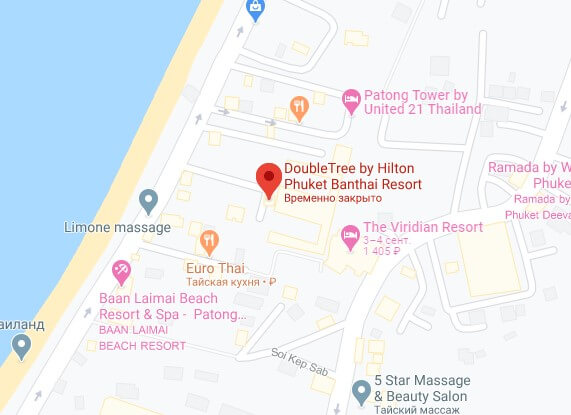 Patong Tower by
United 21 Thailand
DoubleTree by Hilton
Phuket Banthai Resort
Временно закрыто
Ramada by W
Phuket
Ramada by
Phuket Deeva
Limone massage
The Viridian Resort
3–4 сент.
1 405 ₽
Euro Thai
Тайская кухня • ₽
Baan Laimai Beach
Resort & Spa - Patong...
BAAN LAIMAI
BEACH RESORT
аиланд
Soi Kep Sab
5 Star Massage
& Beauty Salon
Тайский массаж